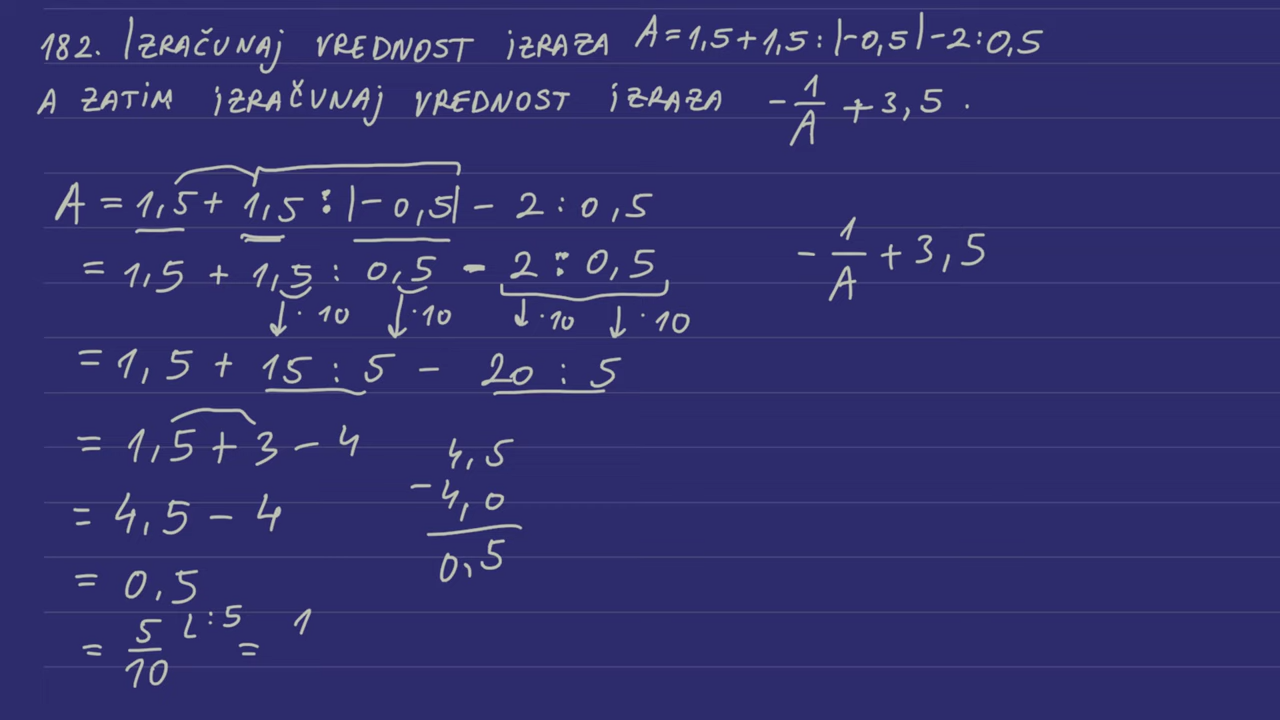 182. IZRAČUNAJ VREDNOST IZRAZA A = 1,5 + 1,5 : |-0,5| - 2 : 0,5
A ZATIM IZRAČUNAJ VREDNOST IZRAZA - 1/A + 3,5 .
A = 1,5 + 1,5 : |-0,5| - 2 : 0,5
= 1,5 + 1,5 : 0,5 - 2 : 0,5
↓ · 10 ↓ · 10 ↓ · 10 ↓ · 10
= 1,5 + 15 : 5 - 20 : 5
= 1,5 + 3 - 4
= 4,5 - 4
= 0,5
= 5/10 : 5 = 1
4,5
- 4,0
0,5
- 1/A + 3,5